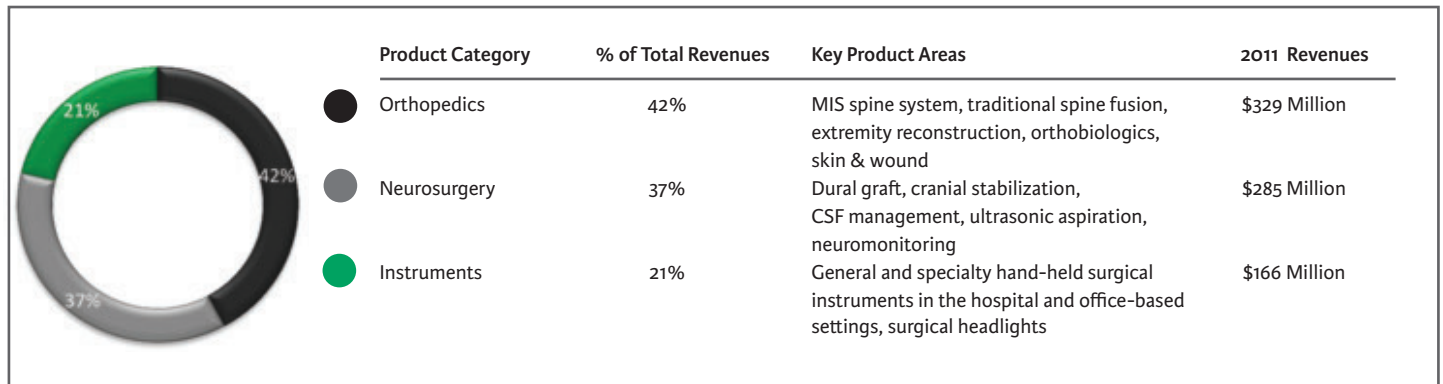 Product Category % of Total Revenues Key Product Areas 2011 Revenues
21%
42%
37%
Orthopedics 42% MIS spine system, traditional spine fusion, $329 Million
extremity reconstruction, orthobiologics,
skin & wound
Neurosurgery 37% Dural graft, cranial stabilization, $285 Million
CSF management, ultrasonic aspiration,
neuromonitoring
Instruments 21% General and specialty hand-held surgical $166 Million
instruments in the hospital and office-based
settings, surgical headlights